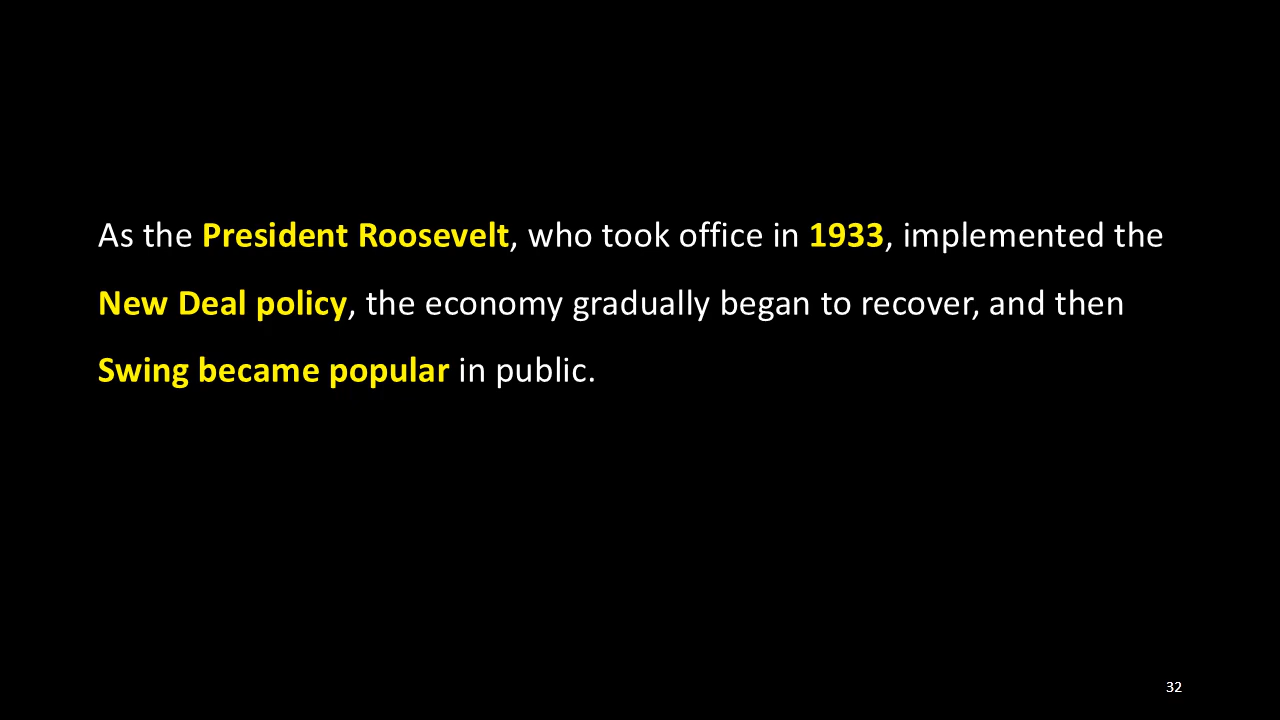 As the President Roosevelt, who took office in 1933, implemented the
New Deal policy, the economy gradually began to recover, and then
Swing became popular in public.
32